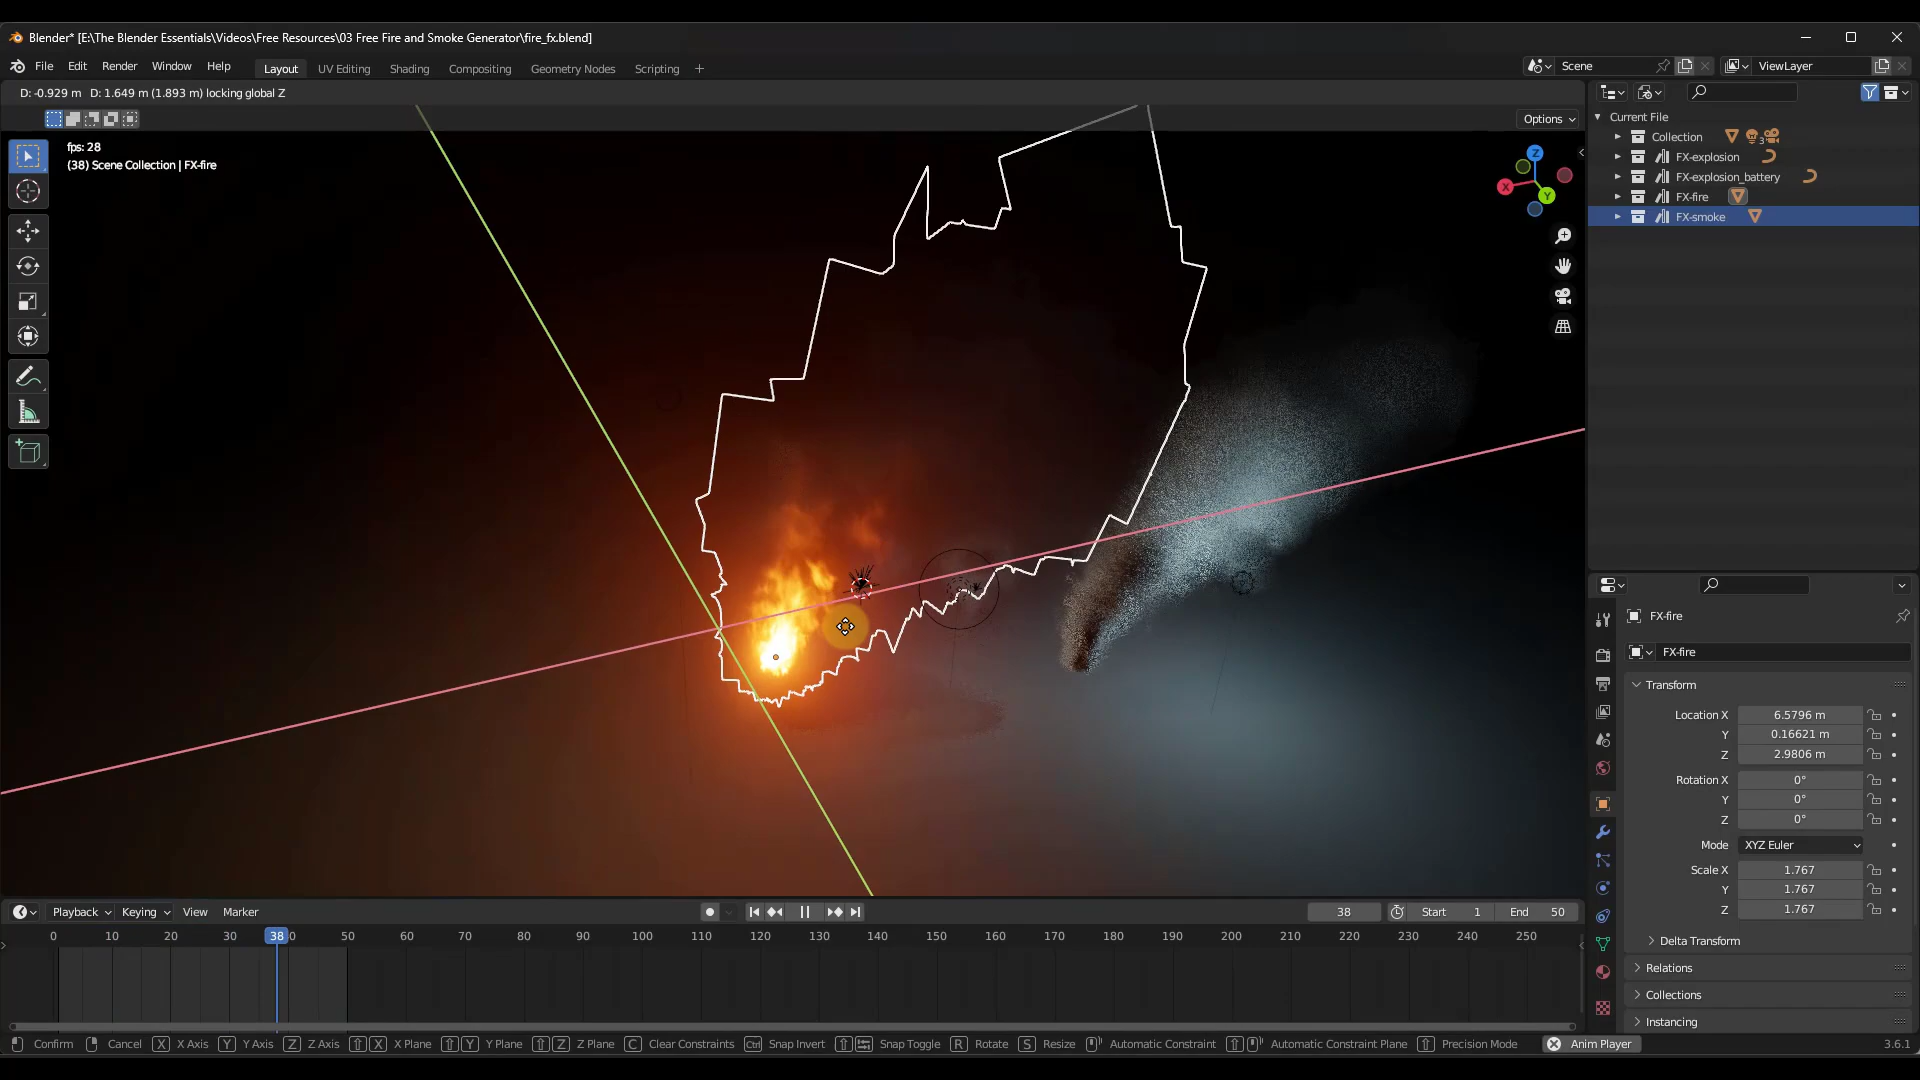 Blender* [E:\The Blender Essentials\Videos\Free Resources\03 Free Fire and Smoke Generator\fire_fx.blend]
File Edit Render Window Help Layout UV Editing Shading Compositing Geometry Nodes Scripting + Scene ViewLayer
D: -0.929 m D: 1.649 m (1.893 m) locking global Z
Options
fps: 28
(38) Scene Collection | FX-fire
Z
X
Y
Current File
Collection 3
FX-explosion
FX-explosion_battery
FX-fire
FX-smoke
FX-fire
FX-fire
Transform
Location X 6.5796 m
Y 0.16621 m
Z 2.9806 m
Rotation X 0°
Y 0°
Z 0°
Mode XYZ Euler
Scale X 1.767
Y 1.767
Z 1.767
Delta Transform
Relations
Collections
Instancing
Playback Keying View Marker 38 Start 1 End 50
0 10 20 30 38 0 50 60 70 80 90 100 110 120 130 140 150 160 170 180 190 200 210 220 230 240 250
Confirm Cancel X X Axis Y Y Axis Z Z Axis X X Plane Y Y Plane Z Z Plane C Clear Constraints Ctrl Snap Invert Snap Toggle R Rotate S Resize Automatic Constraint Automatic Constraint Plane Precision Mode Anim Player 3.6.1